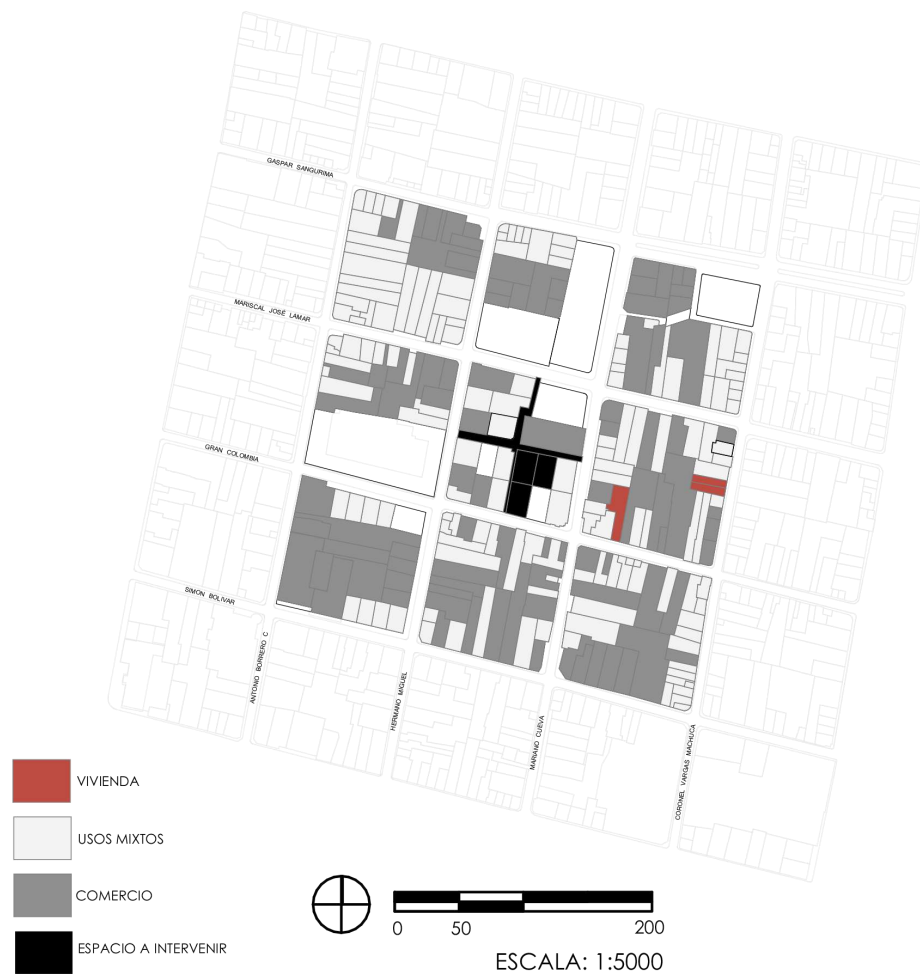 GASPAR SANGURIMA
MARISCAL JOSÉ LAMAR
GRAN COLOMBIA
SIMON BOLIVAR
ANTONIO BORRERO C
HERMANO MIGUEL
MARIANO CUEVA
CORONEL VARGAS MACHUCA
VIVIENDA
USOS MIXTOS
COMERCIO
ESPACIO A INTERVENIR
0 50 200
ESCALA: 1:5000